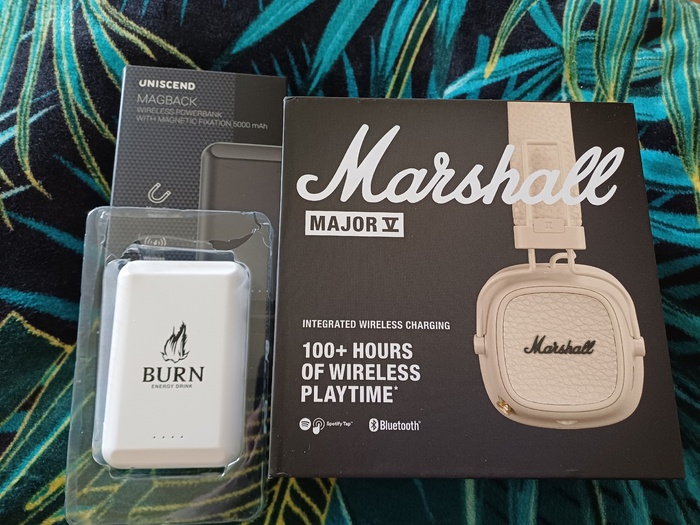 UNISCEND
MAGBACK
WIRELESS POWERBANK
WITH MAGNETIC FIXATION 5000 mAh
BURN
ENERGY DRINK
Marshall
MAJOR V
INTEGRATED WIRELESS CHARGING
100+ HOURS
OF WIRELESS
PLAYTIME*
Spotify Tap™
Bluetooth®
Marshall